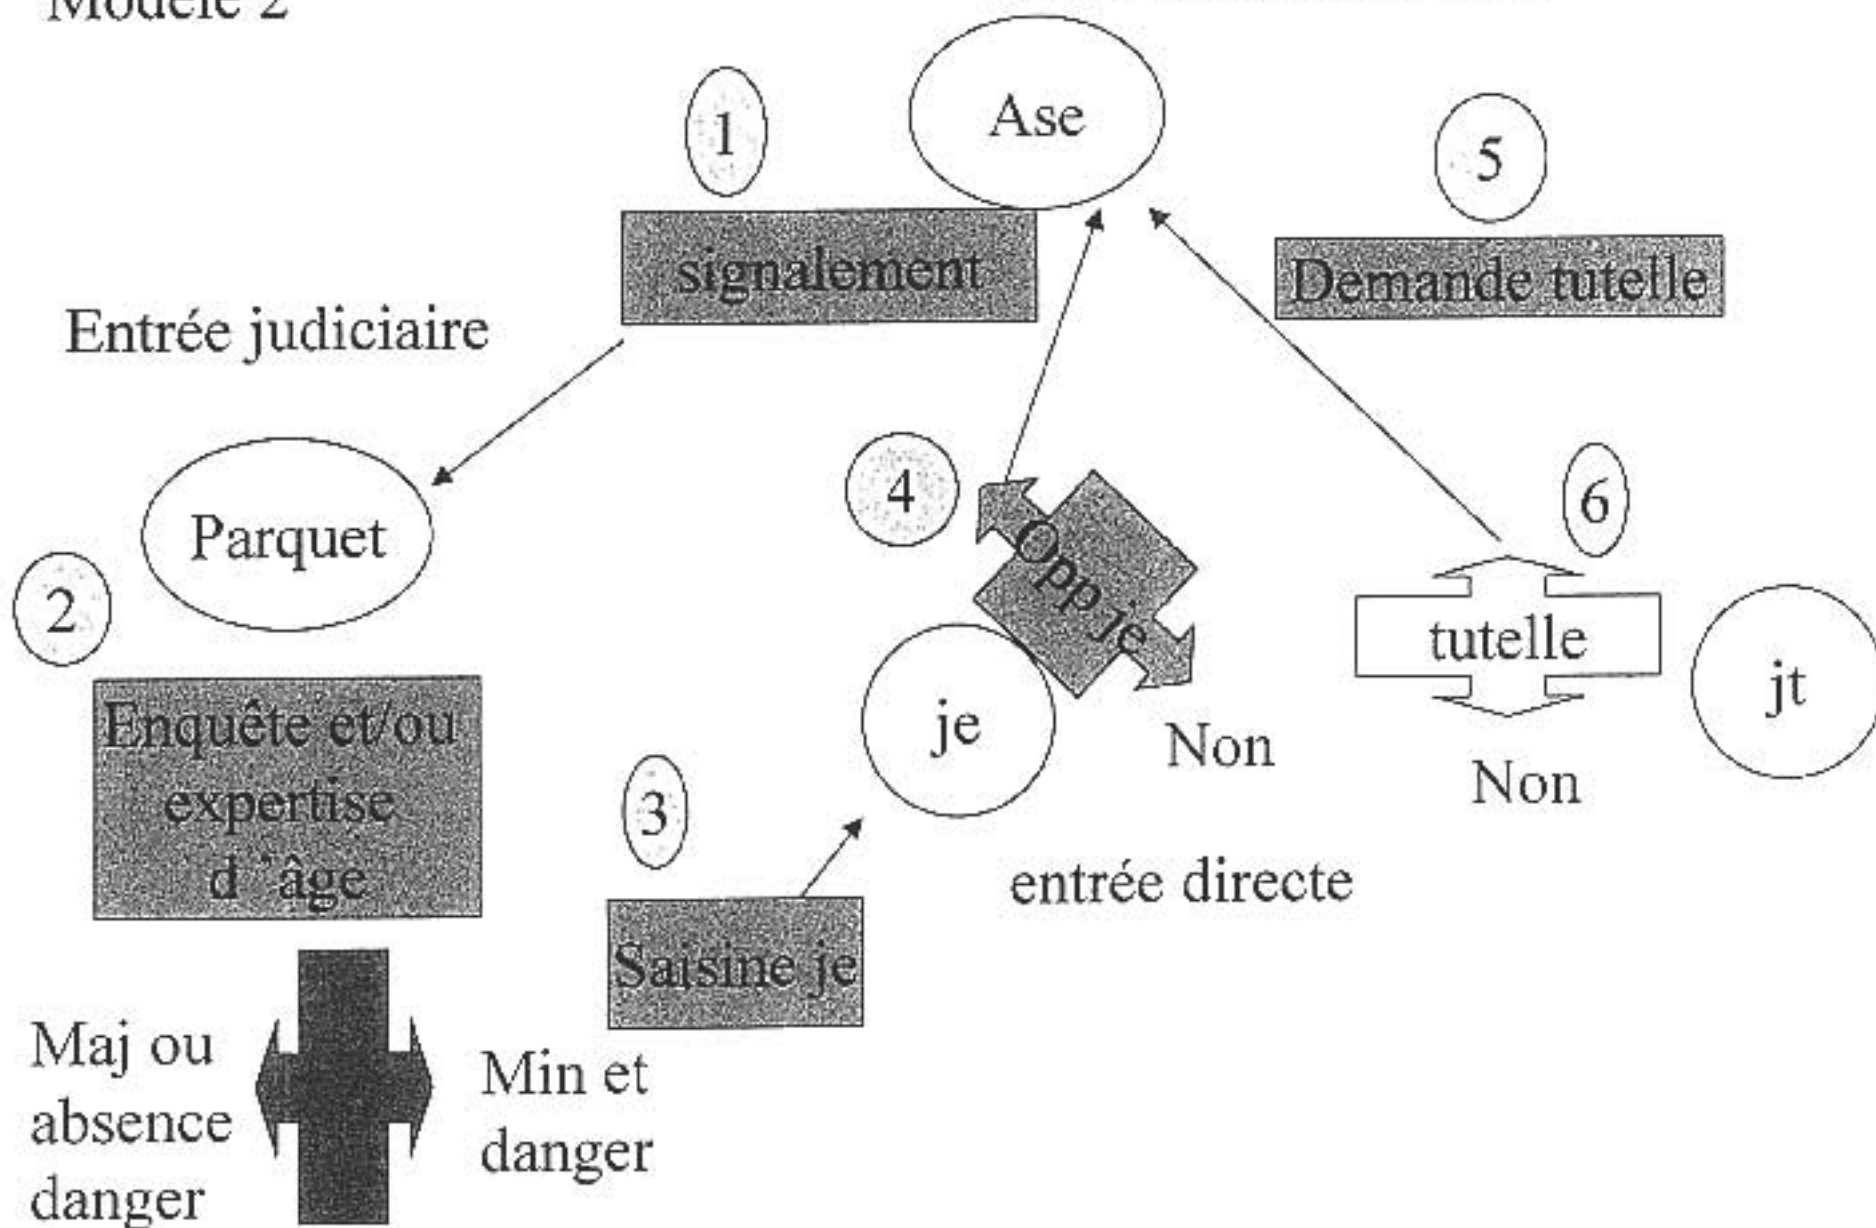 Modèle 2
Ase
1
5
signalement
Demande tutelle
Entrée judiciaire
4
6
Parquet
Opp je
2
tutelle
jt
je
Non
Non
Enquête et/ou
expertise
d'âge
3
entrée directe
Saisine je
Maj ou
absence
danger
Min et
danger